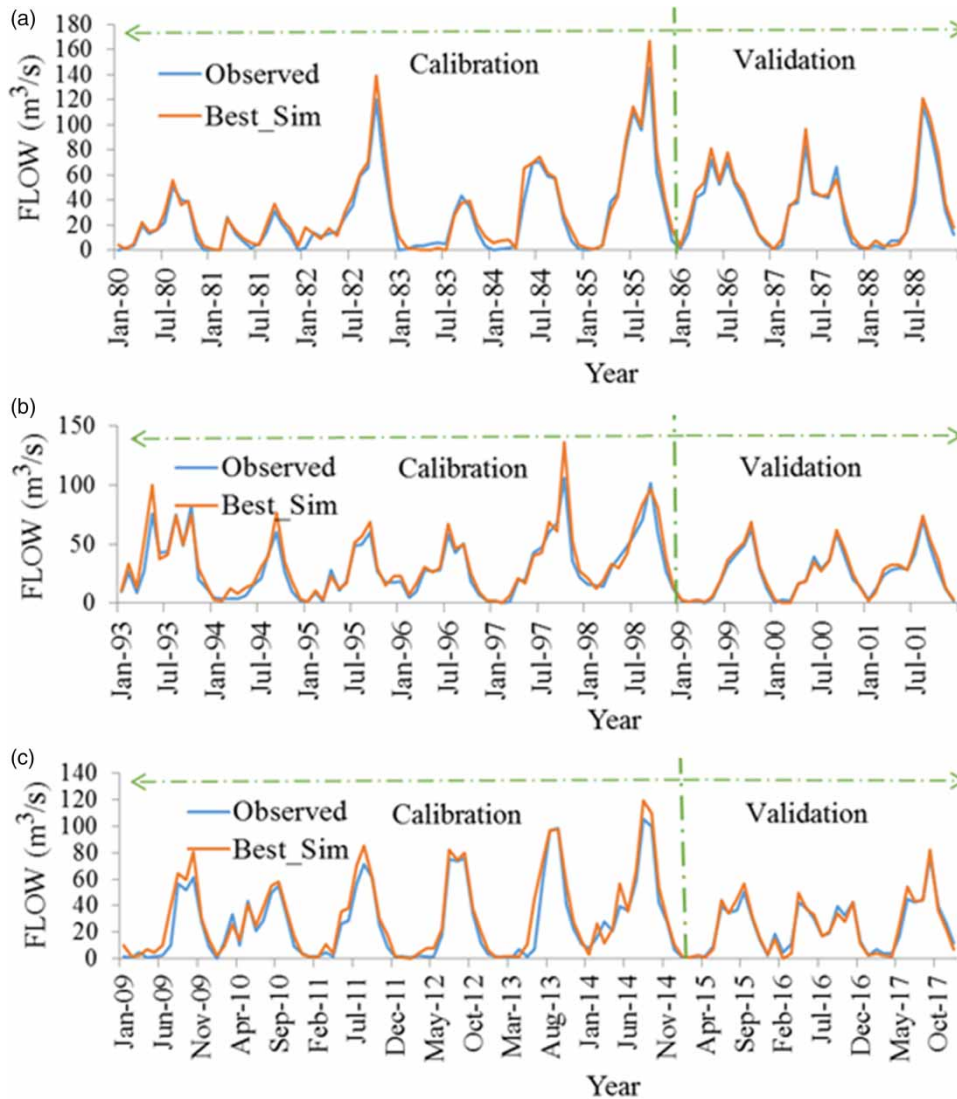 (a)
180
160
140
120
100
80
60
40
20
0
FLOW (m³/s)
Observed
Best_Sim
Calibration
Validation
Jan-80
Jul-80
Jan-81
Jul-81
Jan-82
Jul-82
Jan-83
Jul-83
Jan-84
Jul-84
Jan-85
Jul-85
Jan-86
Jul-86
Jan-87
Jul-87
Jan-88
Jul-88
Year
(b)
150
100
50
0
FLOW (m³/s)
Observed
Best_Sim
Calibration
Validation
Jan-93
Jul-93
Jan-94
Jul-94
Jan-95
Jul-95
Jan-96
Jul-96
Jan-97
Jul-97
Jan-98
Jul-98
Jan-99
Jul-99
Jan-00
Jul-00
Jan-01
Jul-01
Year
(c)
140
120
100
80
60
40
20
0
FLOW (m³/s)
Observed
Best_Sim
Calibration
Validation
Jan-09
Jun-09
Nov-09
Apr-10
Sep-10
Feb-11
Jul-11
Dec-11
May-12
Oct-12
Mar-13
Aug-13
Jan-14
Jun-14
Nov-14
Apr-15
Sep-15
Feb-16
Jul-16
Dec-16
May-17
Oct-17
Year